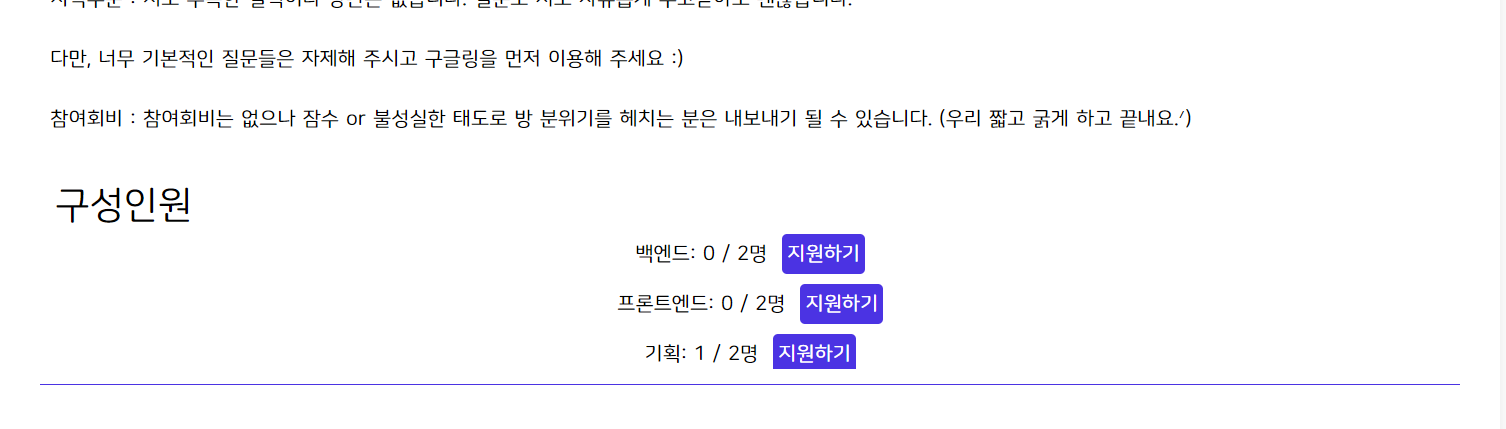 다만, 너무 기본적인 질문들은 자제해 주시고 구글링을 먼저 이용해 주세요 :)
참여회비 : 참여회비는 없으나 잠수 or 불성실한 태도로 방 분위기를 헤치는 분은 내보내기 될 수 있습니다. (우리 짧고 굵게 하고 끝내요.′)
구성인원
백엔드: 0 / 2명 지원하기
프론트엔드: 0 / 2명 지원하기
기획: 1 / 2명 지원하기